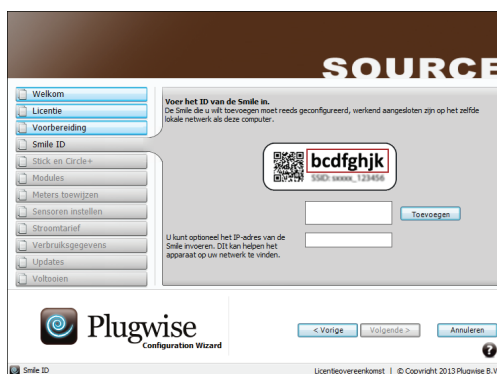 SOURCE
Welkom
Licentie
Voorbereiding
Smile ID
Stick en Circle+
Modules
Meters toewijzen
Sensoren instellen
Stroomtarief
Verbruiksgegevens
Updates
Voltooien
Voer het ID van de Smile in.
De Smile die u wilt toevoegen moet reeds geconfigureerd, werkend aangesloten zijn op het zelfde
lokale netwerk als deze computer.
bcdfghjk
SSID: sxxxx_123456
Toevoegen
U kunt optioneel het IP-adres van de
Smile invoeren. DIt kan helpen het
apparaat op uw netwerk te vinden.
Plugwise
Configuration Wizard
< Vorige
Volgende >
Annuleren
?
Smile ID
Licentieovereenkomst | © Copyright 2013 Plugwise B.V